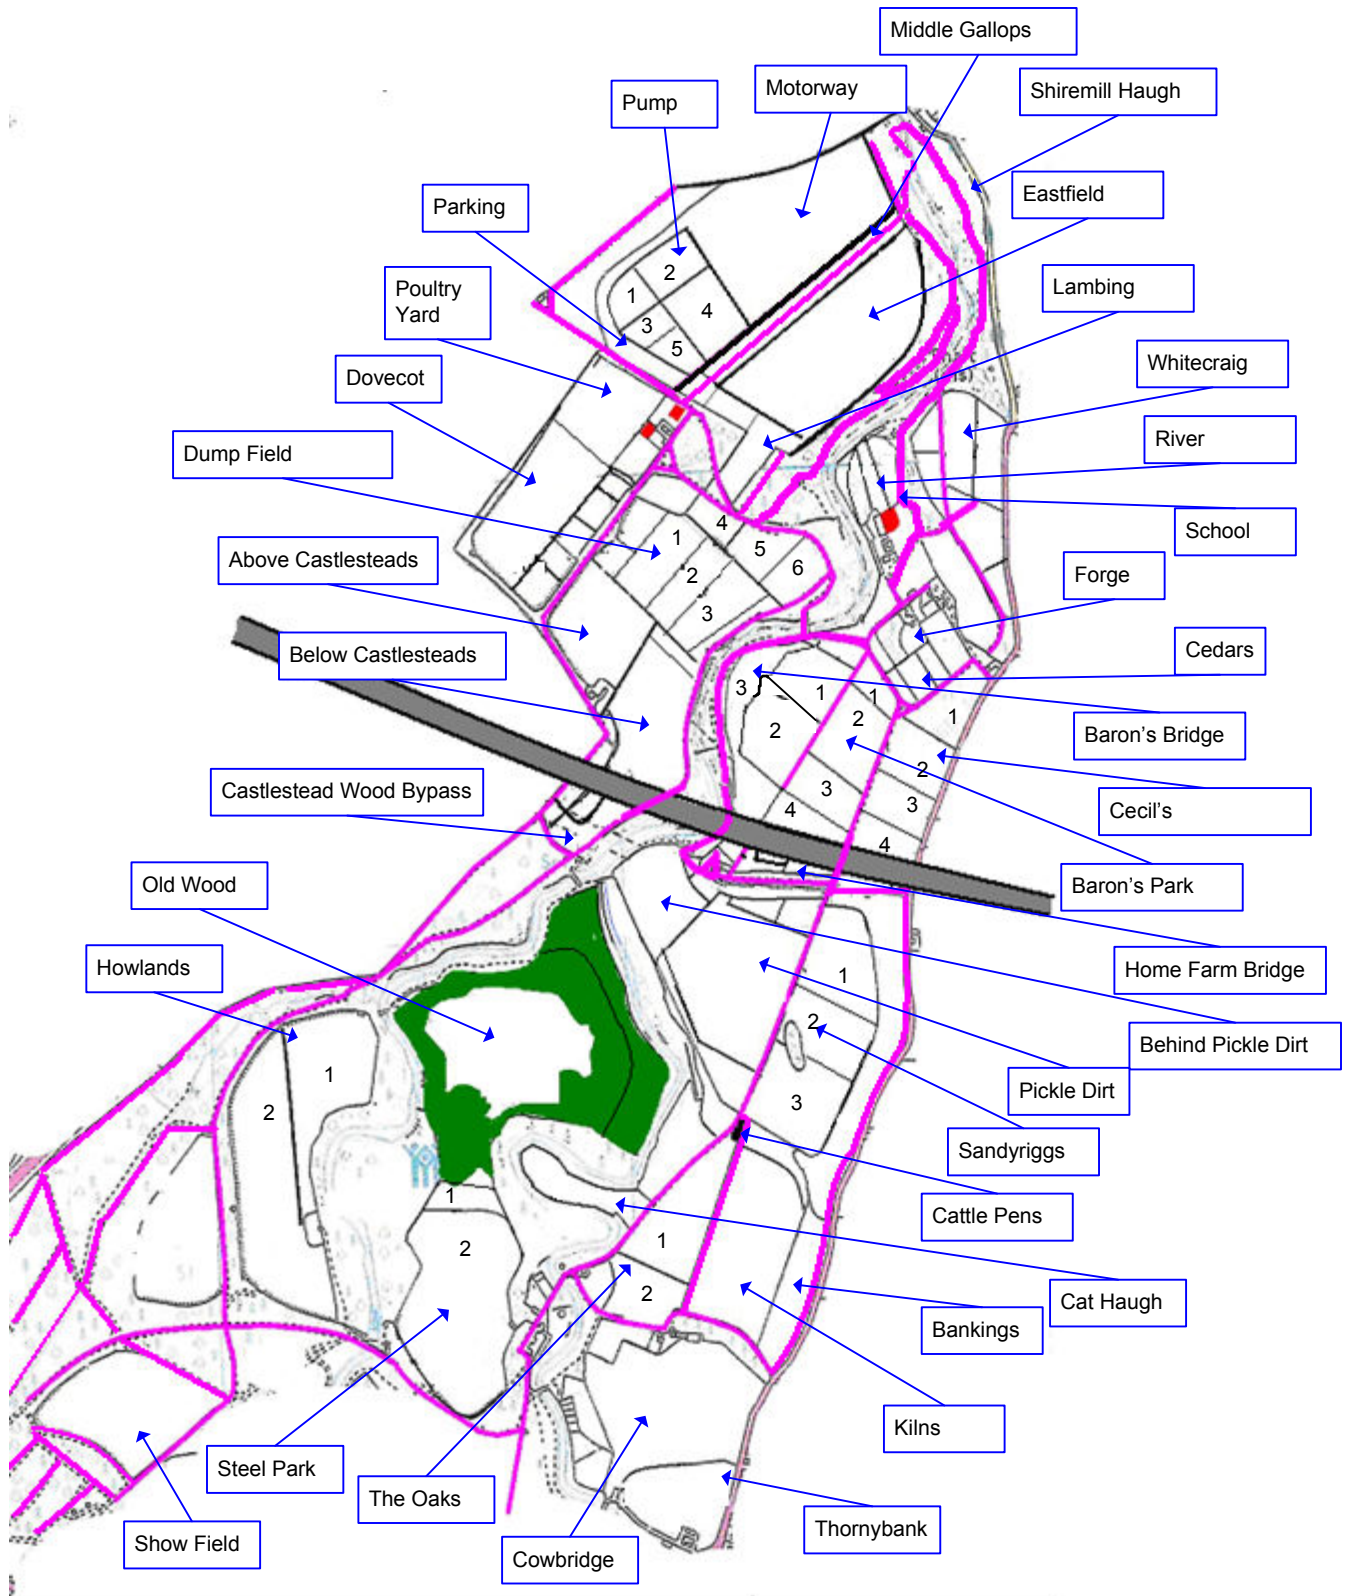 Middle Gallops
Motorway
Shiremill Haugh
Pump
Eastfield
Parking
Lambing
Poultry
Yard
Whitecraig
Dovecot
River
Dump Field
School
Above Castlesteads
Forge
Below Castlesteads
Cedars
Baron's Bridge
Castlestead Wood Bypass
Cecil's
Baron's Park
Old Wood
Howlands
Home Farm Bridge
Behind Pickle Dirt
Pickle Dirt
Sandyriggs
Cattle Pens
Cat Haugh
Bankings
Kilns
Steel Park
The Oaks
Thornybank
Show Field
Cowbridge
2
1
4
3
5
1
4
5
2
6
3
3
1
1
2
2
1
2
3
3
4
4
1
2
3
1
2
1
2
1
2